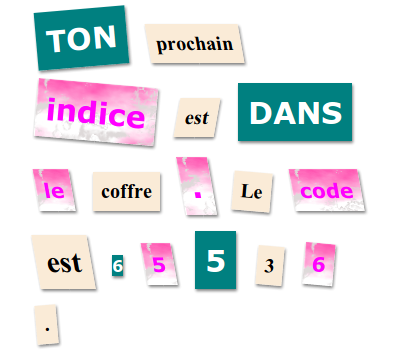 TON prochain
indice est DANS
le coffre . Le code
est 6 5 5 3 6
.